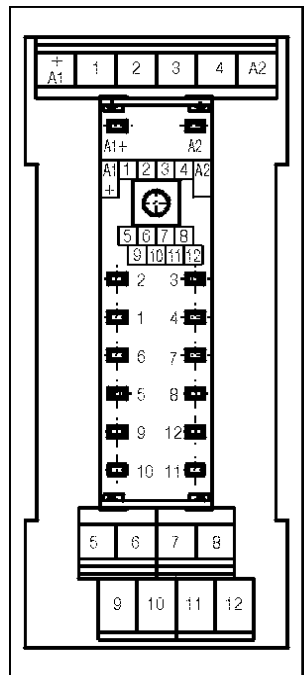 +
A1 1 2 3 4 A2
A1+ A2
A1 1 2 3 4 A2
+
5 6 7 8
9 10 11 12
2 3
1 4
6 7
5 8
9 12
10 11
5 6 7 8
9 10 11 12